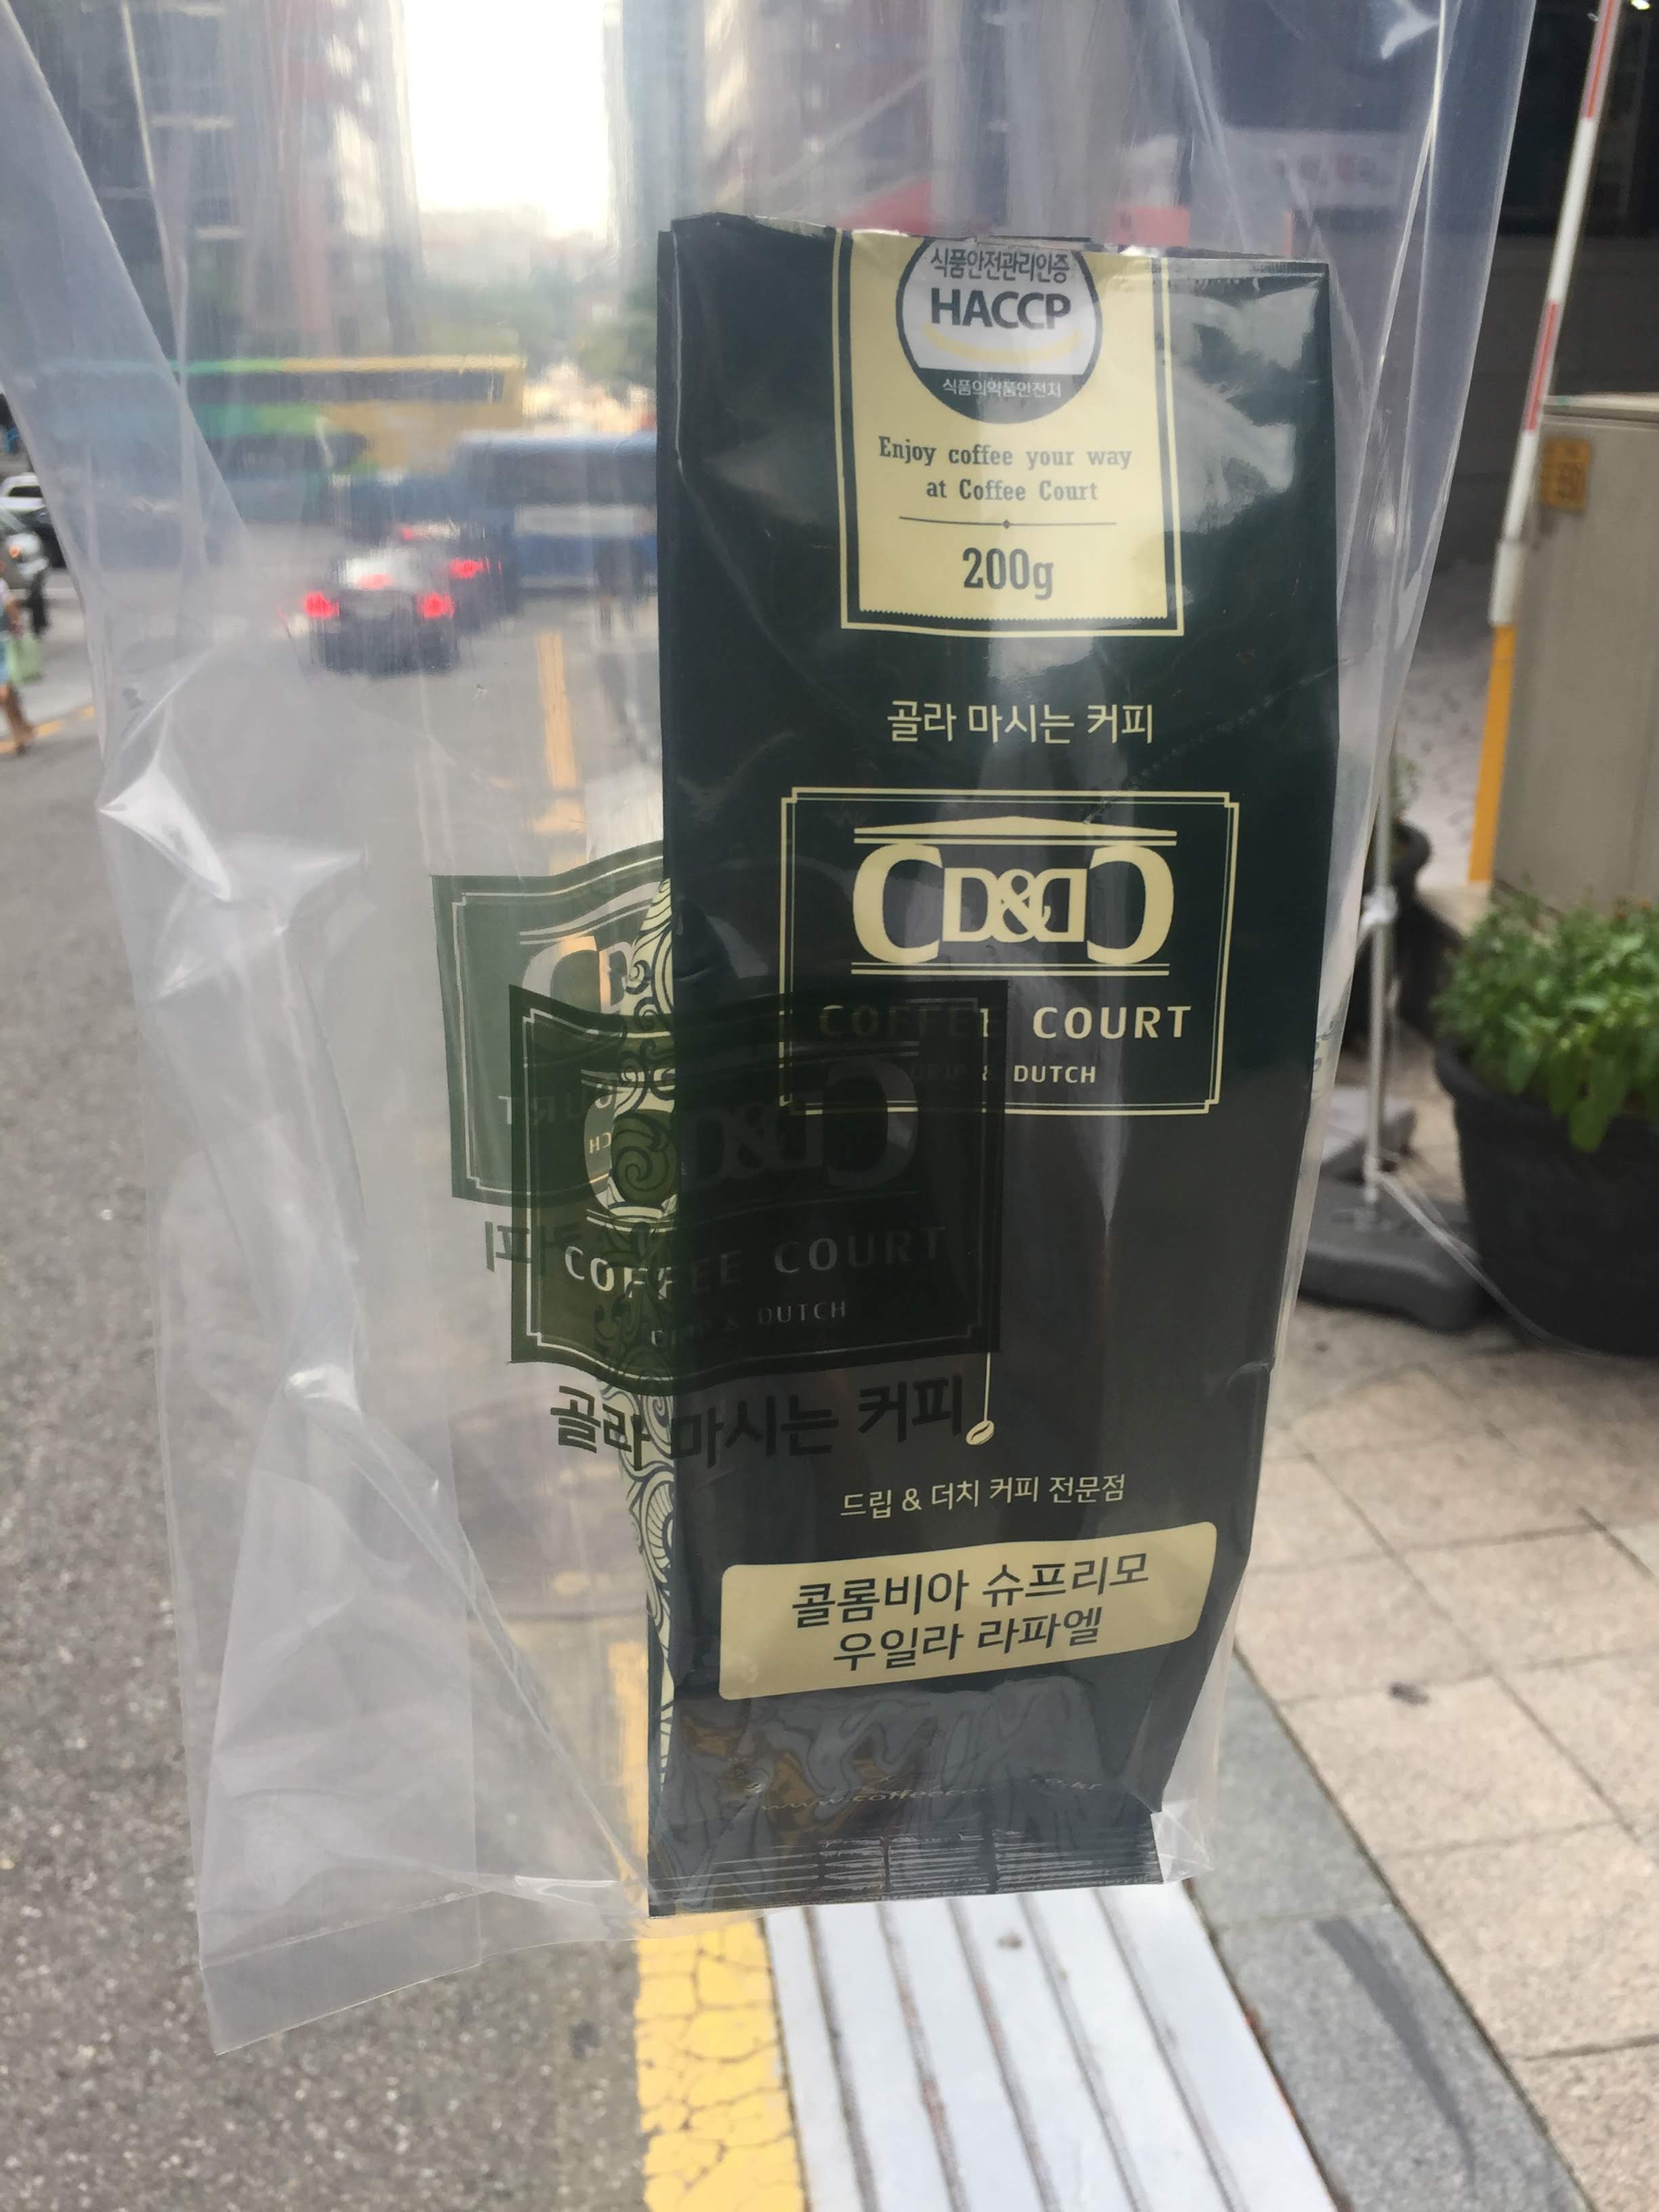 식품안전관리인증
HACCP
식품의약품안전처
Enjoy coffee your way
at Coffee Court
200g
골라 마시는 커피
CD&DC
COFFEE COURT
DRIP & DUTCH
COFFEE COURT
DRIP & DUTCH
골라 마시는 커피
드립 & 더치 커피 전문점
콜롬비아 슈프리모
우일라 라파엘